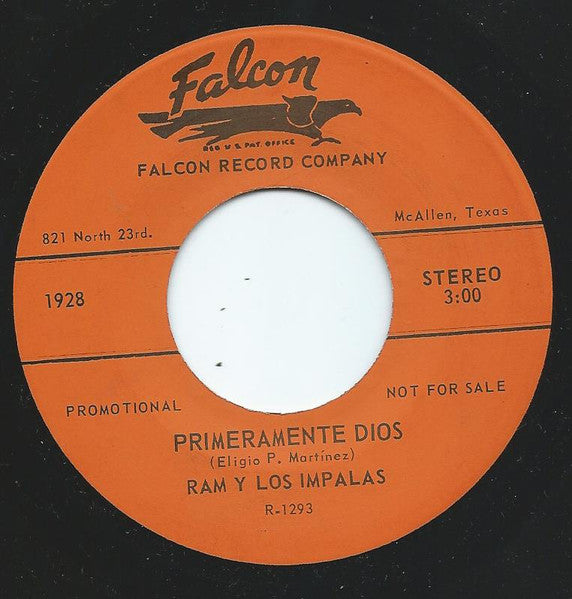 Falcon
REG U S PAT. OFFICE
FALCON RECORD COMPANY
821 North 23rd.
McAllen, Texas
1928
STEREO
3:00
PROMOTIONAL
NOT FOR SALE
PRIMERAMENTE DIOS
(Eligio P. Martínez)
RAM Y LOS IMPALAS
R-1293